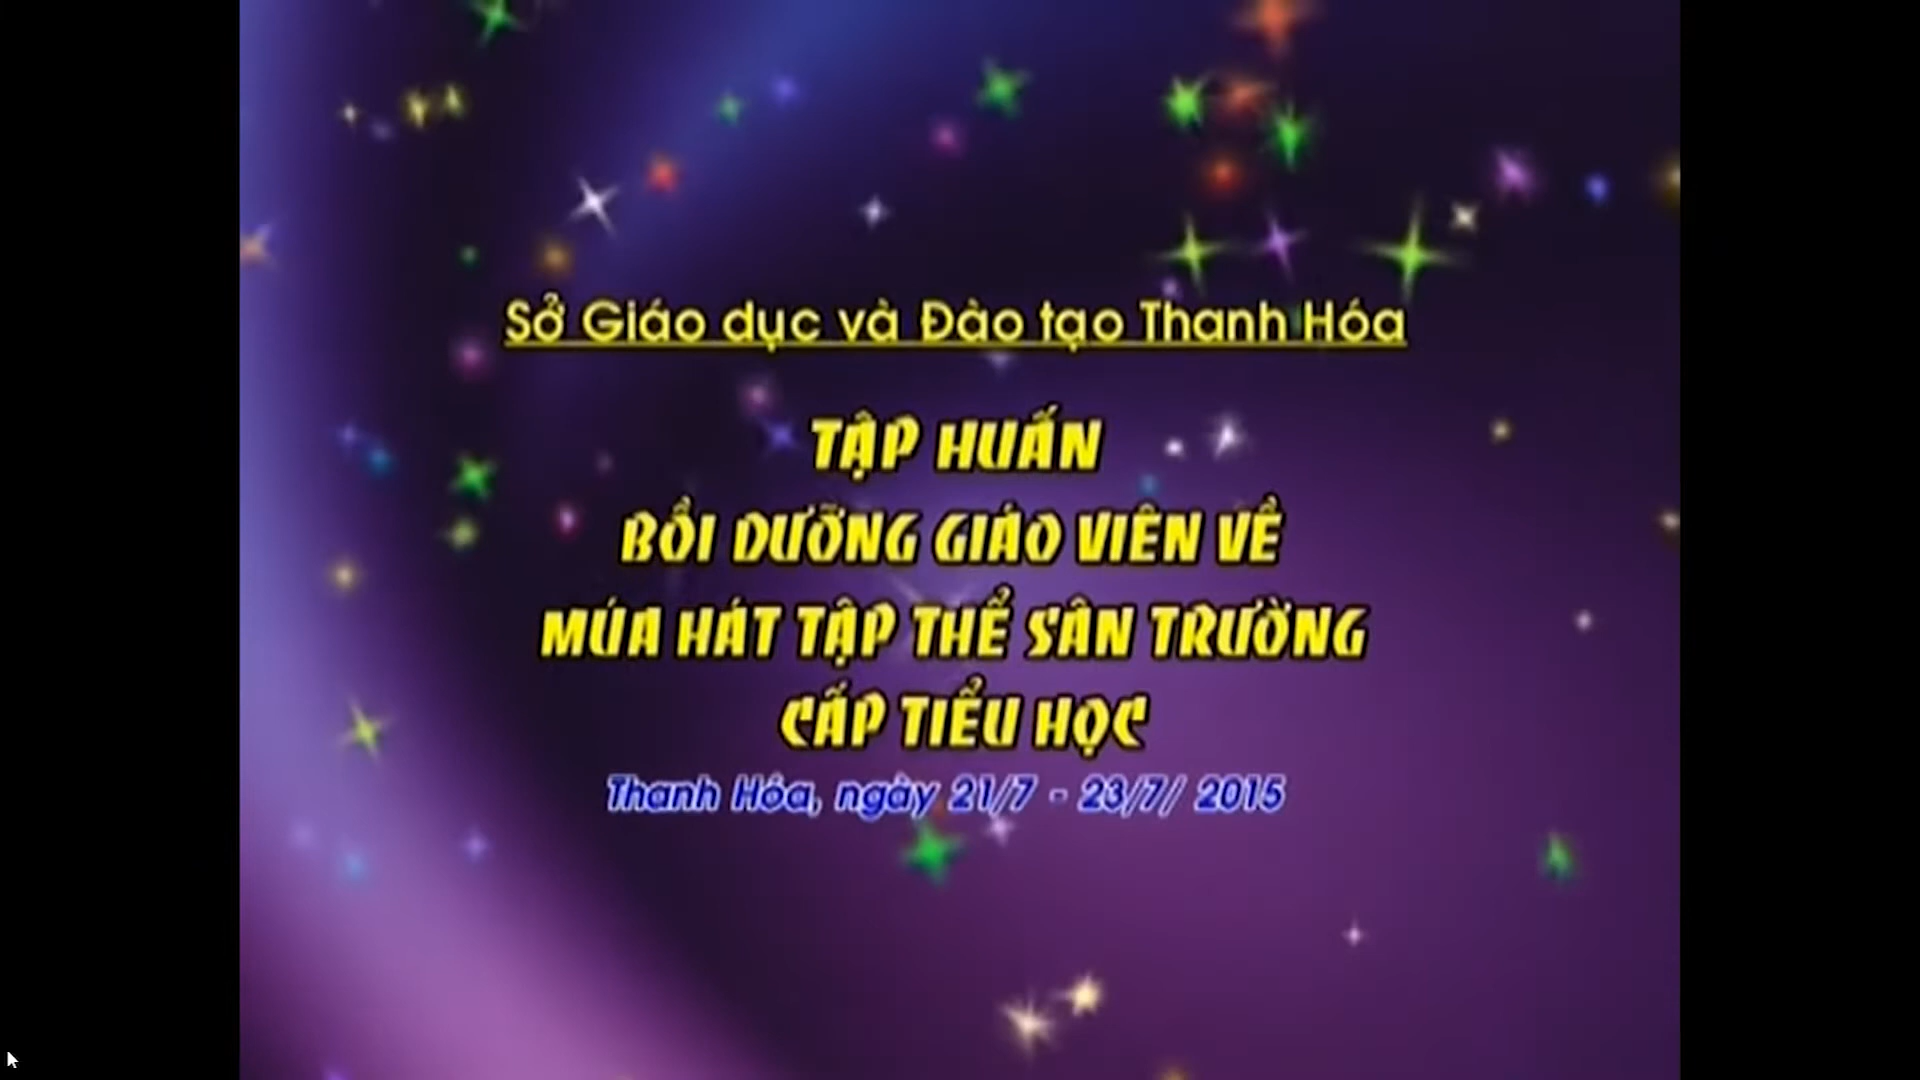 Sở Giáo dục và Đào tạo Thanh Hóa
TẬP HUẤN
BỒI DƯỠNG GIÁO VIÊN VỀ
MÚA HÁT TẬP THỂ SÂN TRƯỜNG
CẤP TIỂU HỌC
Thanh Hóa, ngày 21/7 - 23/7/ 2015